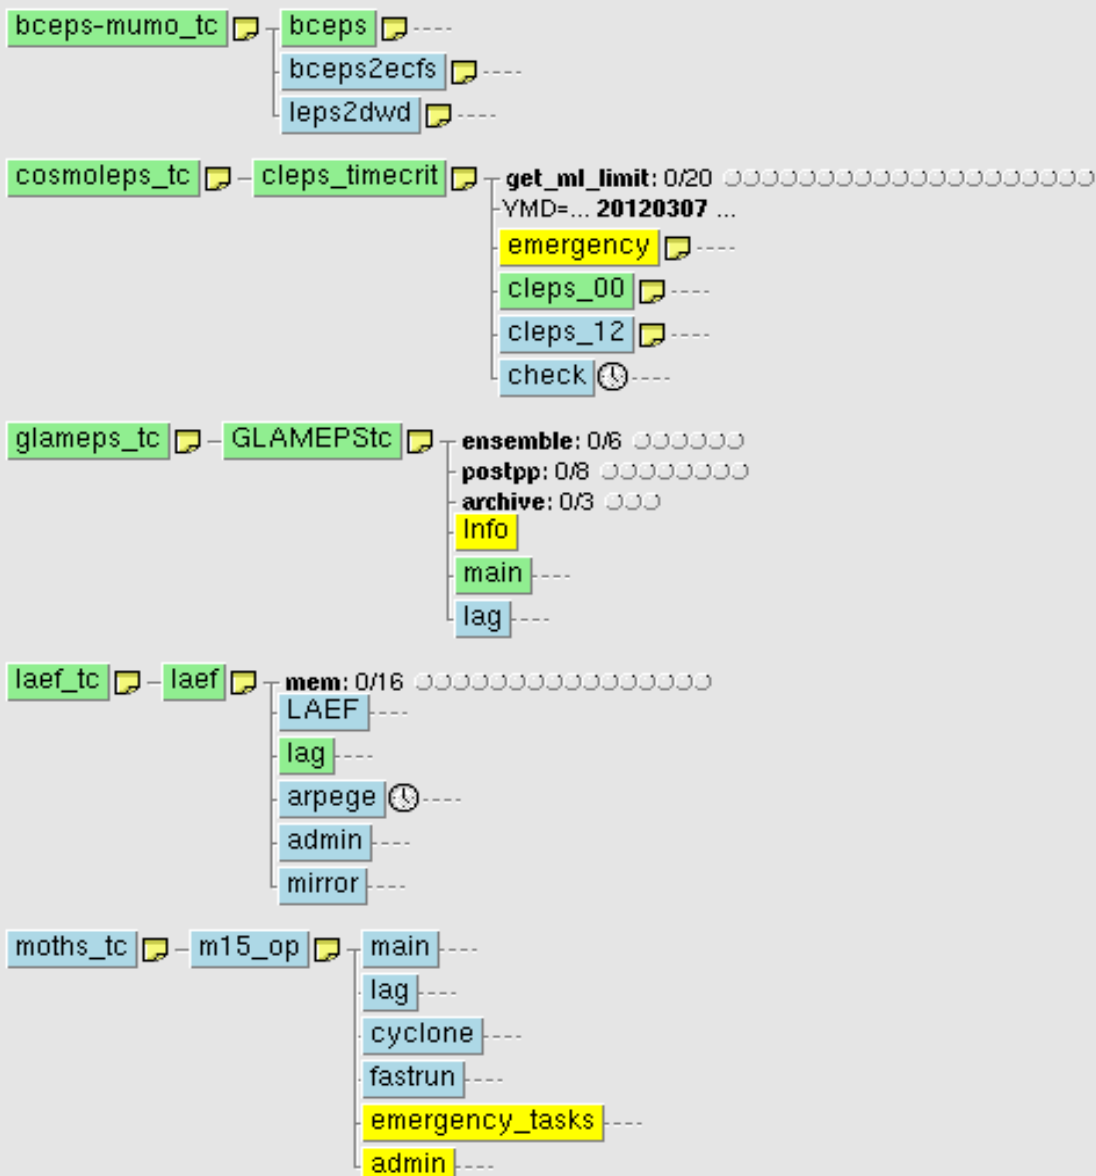 bceps-mumo_tc bceps
bceps2ecfs
leps2dwd
cosmoleps_tc cleps_timecrit get_ml_limit: 0/20
YMD=... 20120307 ...
emergency
cleps_00
cleps_12
check
glameps_tc GLAMEPStc ensemble: 0/6
postpp: 0/8
archive: 0/3
Info
main
lag
laef_tc laef mem: 0/16
LAEF
lag
arpege
admin
mirror
moths_tc m15_op main
lag
cyclone
fastrun
emergency_tasks
admin